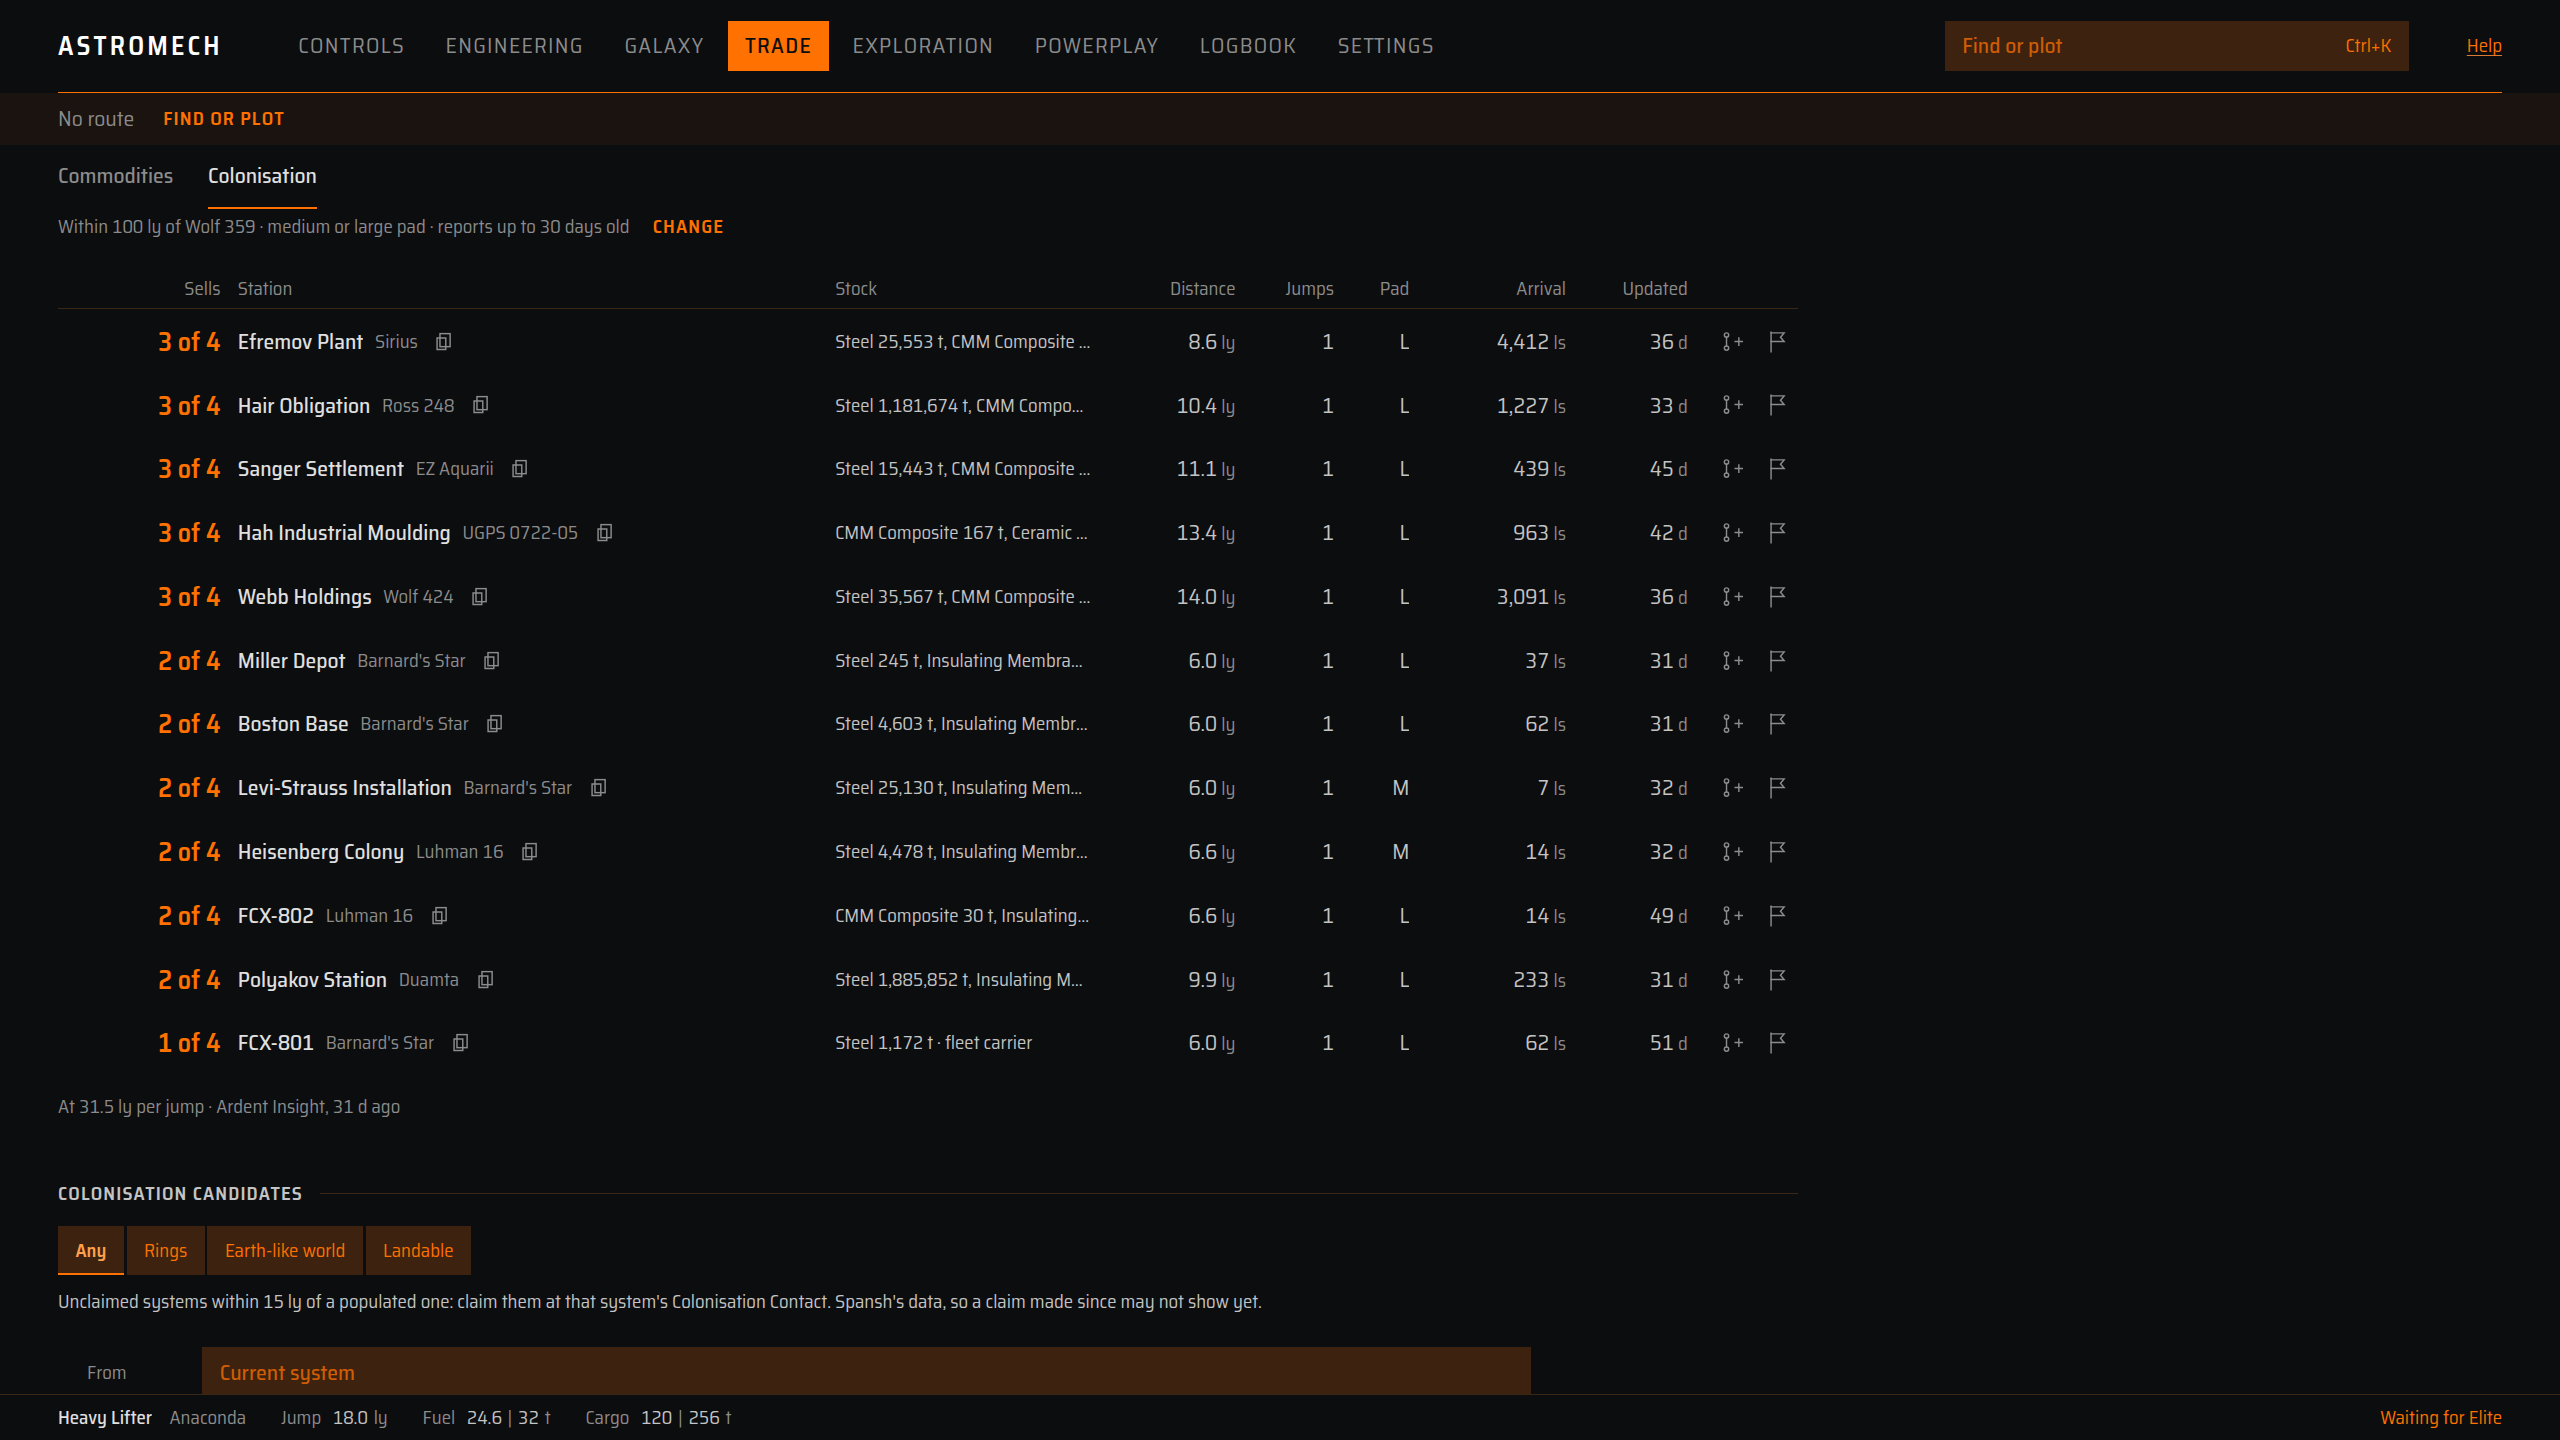 ASTROMECH CONTROLS ENGINEERING GALAXY TRADE EXPLORATION POWERPLAY LOGBOOK SETTINGS Find or plot Ctrl+K Help
No route FIND OR PLOT
Commodities Colonisation
Within 100 ly of Wolf 359 · medium or large pad · reports up to 30 days old CHANGE
Sells Station Stock Distance Jumps Pad Arrival Updated
3 of 4 Efremov Plant Sirius Steel 25,553 t, CMM Composite ... 8.6 ly 1 L 4,412 ls 36 d
3 of 4 Hair Obligation Ross 248 Steel 1,181,674 t, CMM Compo... 10.4 ly 1 L 1,227 ls 33 d
3 of 4 Sanger Settlement EZ Aquarii Steel 15,443 t, CMM Composite ... 11.1 ly 1 L 439 ls 45 d
3 of 4 Hah Industrial Moulding UGPS 0722-05 CMM Composite 167 t, Ceramic ... 13.4 ly 1 L 963 ls 42 d
3 of 4 Webb Holdings Wolf 424 Steel 35,567 t, CMM Composite ... 14.0 ly 1 L 3,091 ls 36 d
2 of 4 Miller Depot Barnard's Star Steel 245 t, Insulating Membra... 6.0 ly 1 L 37 ls 31 d
2 of 4 Boston Base Barnard's Star Steel 4,603 t, Insulating Membr... 6.0 ly 1 L 62 ls 31 d
2 of 4 Levi-Strauss Installation Barnard's Star Steel 25,130 t, Insulating Mem... 6.0 ly 1 M 7 ls 32 d
2 of 4 Heisenberg Colony Luhman 16 Steel 4,478 t, Insulating Membr... 6.6 ly 1 M 14 ls 32 d
2 of 4 FCX-802 Luhman 16 CMM Composite 30 t, Insulating... 6.6 ly 1 L 14 ls 49 d
2 of 4 Polyakov Station Duamta Steel 1,885,852 t, Insulating M... 9.9 ly 1 L 233 ls 31 d
1 of 4 FCX-801 Barnard's Star Steel 1,172 t · fleet carrier 6.0 ly 1 L 62 ls 51 d
At 31.5 ly per jump · Ardent Insight, 31 d ago
COLONISATION CANDIDATES
Any Rings Earth-like world Landable
Unclaimed systems within 15 ly of a populated one: claim them at that system's Colonisation Contact. Spansh's data, so a claim made since may not show yet.
From Current system
Heavy Lifter Anaconda Jump 18.0 ly Fuel 24.6 | 32 t Cargo 120 | 256 t Waiting for Elite